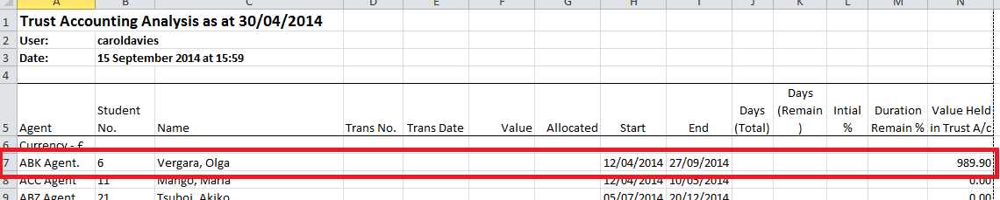 A B C D E F G H I J K L M N
1 Trust Accounting Analysis as at 30/04/2014
2 User: caroldavies
3 Date: 15 September 2014 at 15:59
4
Days
Student Days (Remain Intial Duration Value Held
5 Agent No. Name Trans No. Trans Date Value Allocated Start End (Total) ) % Remain % in Trust A/c
6 Currency - £
7 ABK Agent. 6 Vergara, Olga 12/04/2014 27/09/2014 989.90
8 ACC Agent 11 Mango, Maria 12/04/2014 10/05/2014 0.00
9 ABZ Agent 21 Tsuboi, Akiko 05/07/2014 20/12/2014 0.00